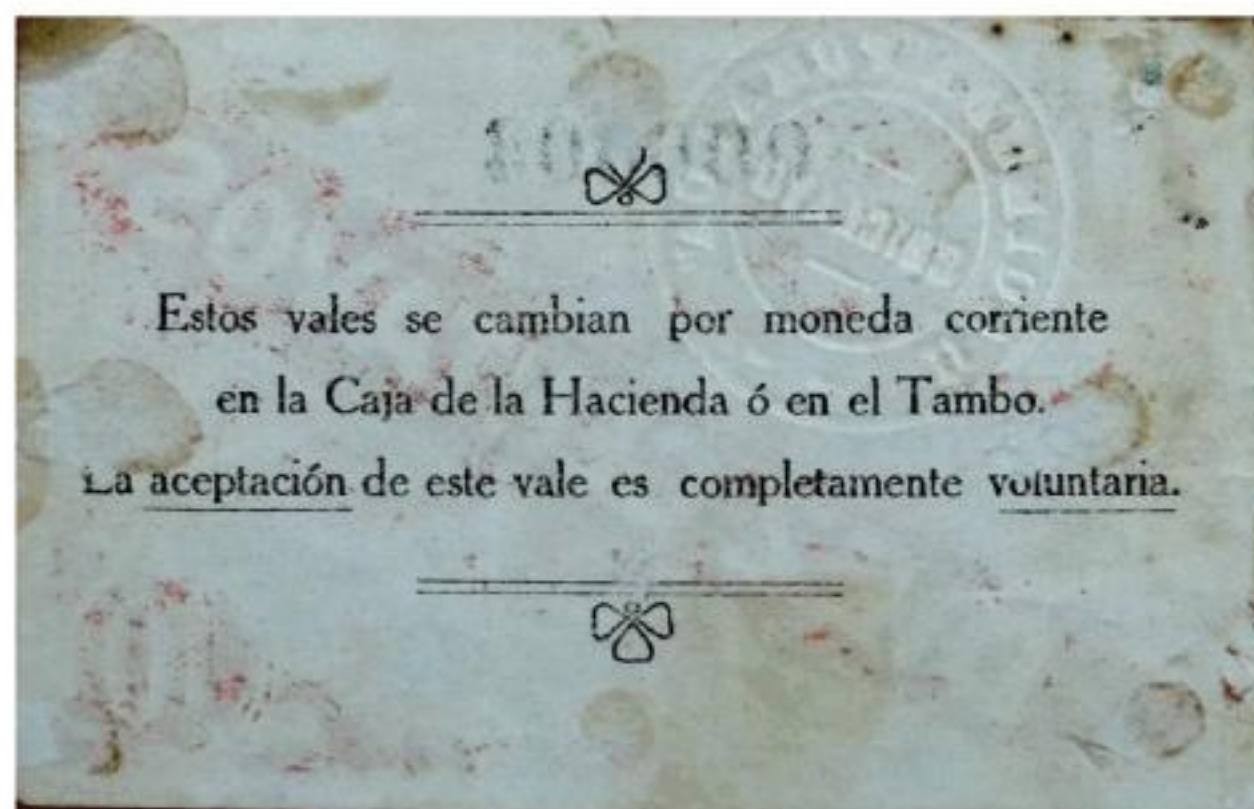 Estos vales se cambian por moneda corriente
en la Caja de la Hacienda ó en el Tambo.
La aceptación de este vale es completamente voluntaria.